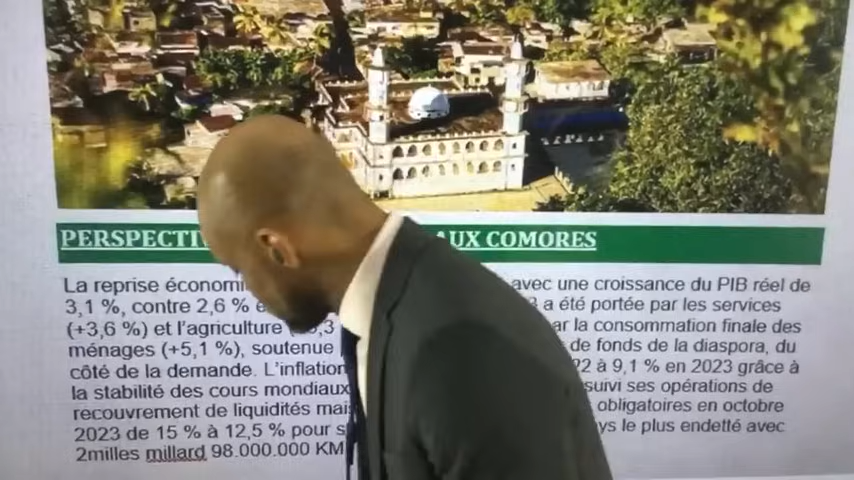 PERSPECTI AUX COMORES
La reprise économi avec une croissance du PIB réel de
3,1 %, contre 2,6 % e a été portée par les services
(+3,6 %) et l'agriculture ar la consommation finale des
ménages (+5,1 %), soutenue de fonds de la diaspora, du
côté de la demande. L'inflation à 9,1 % en 2023 grâce à
la stabilité des cours mondiaux suivi ses opérations de
recouvrement de liquidités mais obligatoires en octobre
2023 de 15 % à 12,5 % pour s le plus endetté avec
2milles millard 98.000.000 KM